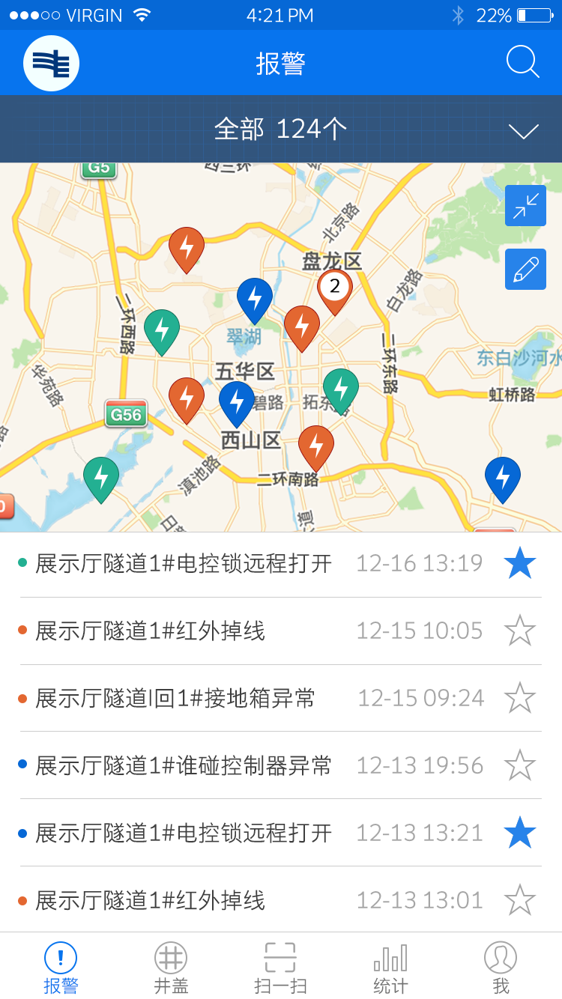 VIRGIN 4:21 PM 22%
报警
全部 124个
G5
西三环
北京路
盘龙区
2
白龙路
二环西路
翠湖
二环东路
东白沙河水
五华区
华苑路
虹桥路
碧路
拓东
G56
西山区
滇池路
二环南路
大道
日
路
0
展示厅隧道1#电控锁远程打开 12-16 13:19
展示厅隧道1#红外掉线 12-15 10:05
展示厅隧道I回1#接地箱异常 12-15 09:24
展示厅隧道1#谁碰控制器异常 12-13 19:56
展示厅隧道1#电控锁远程打开 12-13 13:21
展示厅隧道1#红外掉线 12-13 13:01
报警 井盖 扫一扫 统计 我